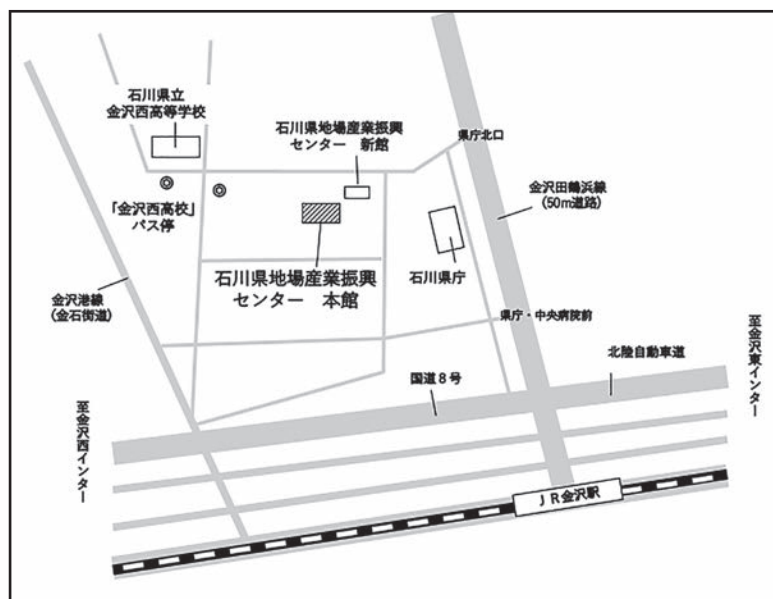 石川県立
金沢西高等学校
石川県地場産業振興
センター　新館
県庁北口
金沢田鶴浜線
（50m道路）
「金沢西高校」
バス停
石川県地場産業振興
センター　本館
石川県庁
金沢港線
（金石街道）
県庁・中央病院前
北陸自動車道
国道８号
至金沢東インター
至金沢西インター
ＪＲ金沢駅